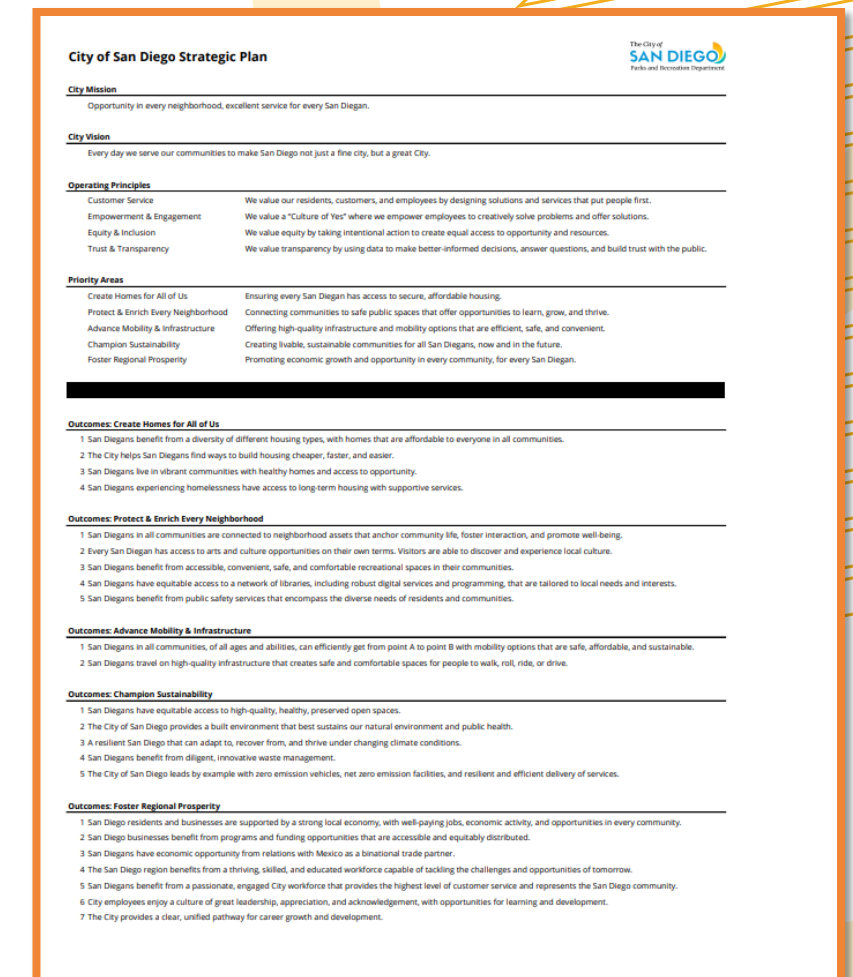 City of San Diego Strategic Plan
The City of
SAN DIEGO
Parks and Recreation Department
City Mission
Opportunity in every neighborhood, excellent service for every San Diegan.
City Vision
Every day we serve our communities to make San Diego not just a fine city, but a great City.
Operating Principles
Customer Service We value our residents, customers, and employees by designing solutions and services that put people first.
Empowerment & Engagement We value a "Culture of Yes" where we empower employees to creatively solve problems and offer solutions.
Equity & Inclusion We value equity by taking intentional action to create equal access to opportunity and resources.
Trust & Transparency We value transparency by using data to make better-informed decisions, answer questions, and build trust with the public.
Priority Areas
Create Homes for All of Us Ensuring every San Diegan has access to secure, affordable housing.
Protect & Enrich Every Neighborhood Connecting communities to safe public spaces that offer opportunities to learn, grow, and thrive.
Advance Mobility & Infrastructure Offering high-quality infrastructure and mobility options that are efficient, safe, and convenient.
Champion Sustainability Creating livable, sustainable communities for all San Diegans, now and in the future.
Foster Regional Prosperity Promoting economic growth and opportunity in every community, for every San Diegan.
Outcomes: Create Homes for All of Us
1 San Diegans benefit from a diversity of different housing types, with homes that are affordable to everyone in all communities.
2 The City helps San Diegans find ways to build housing cheaper, faster, and easier.
3 San Diegans live in vibrant communities with healthy homes and access to opportunity.
4 San Diegans experiencing homelessness have access to long-term housing with supportive services.
Outcomes: Protect & Enrich Every Neighborhood
1 San Diegans in all communities are connected to neighborhood assets that anchor community life, foster interaction, and promote well-being.
2 Every San Diegan has access to arts and culture opportunities on their own terms. Visitors are able to discover and experience local culture.
3 San Diegans benefit from accessible, convenient, safe, and comfortable recreational spaces in their communities.
4 San Diegans have equitable access to a network of libraries, including robust digital services and programming, that are tailored to local needs and interests.
5 San Diegans benefit from public safety services that encompass the diverse needs of residents and communities.
Outcomes: Advance Mobility & Infrastructure
1 San Diegans in all communities, of all ages and abilities, can efficiently get from point A to point B with mobility options that are safe, affordable, and sustainable.
2 San Diegans travel on high-quality infrastructure that creates safe and comfortable spaces for people to walk, roll, ride, or drive.
Outcomes: Champion Sustainability
1 San Diegans have equitable access to high-quality, healthy, preserved open spaces.
2 The City of San Diego provides a built environment that best sustains our natural environment and public health.
3 A resilient San Diego that can adapt to, recover from, and thrive under changing climate conditions.
4 San Diegans benefit from diligent, innovative waste management.
5 The City of San Diego leads by example with zero emission vehicles, net zero emission facilities, and resilient and efficient delivery of services.
Outcomes: Foster Regional Prosperity
1 San Diego residents and businesses are supported by a strong local economy, with well-paying jobs, economic activity, and opportunities in every community.
2 San Diego businesses benefit from programs and funding opportunities that are accessible and equitably distributed.
3 San Diegans have economic opportunity from relations with Mexico as a binational trade partner.
4 The San Diego region benefits from a thriving, skilled, and educated workforce capable of tackling the challenges and opportunities of tomorrow.
5 San Diegans benefit from a passionate, engaged City workforce that provides the highest level of customer service and represents the San Diego community.
6 City employees enjoy a culture of great leadership, appreciation, and acknowledgement, with opportunities for learning and development.
7 The City provides a clear, unified pathway for career growth and development.